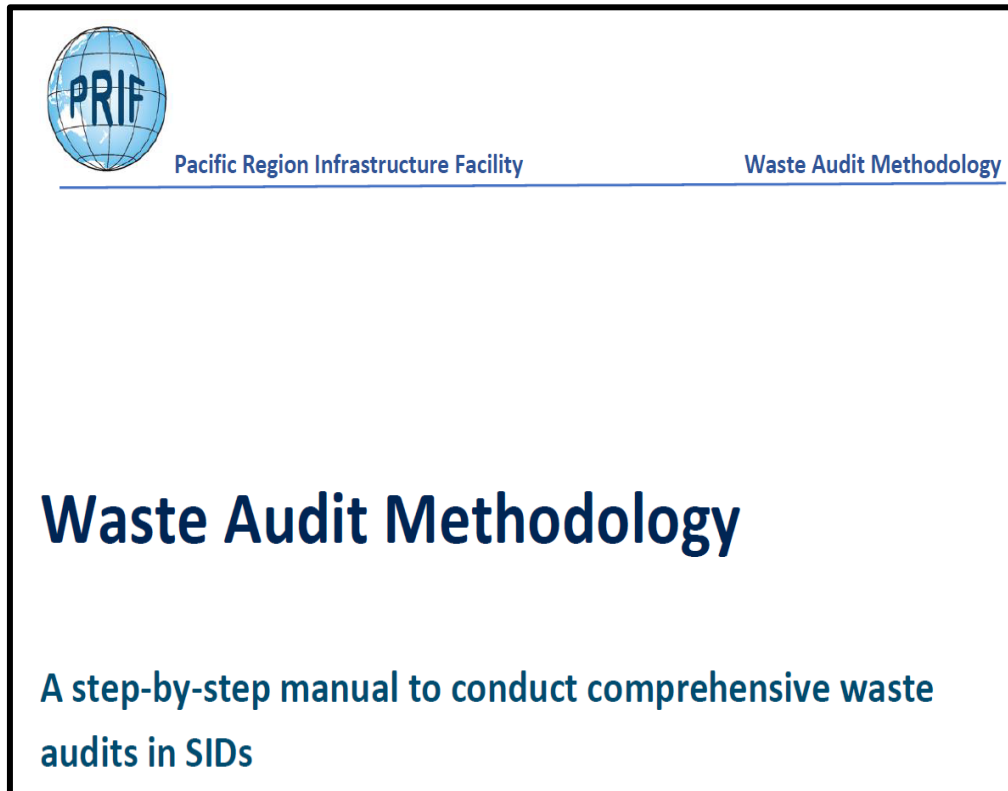 PRIF
Pacific Region Infrastructure Facility
Waste Audit Methodology
Waste Audit Methodology
A step-by-step manual to conduct comprehensive waste
audits in SIDs